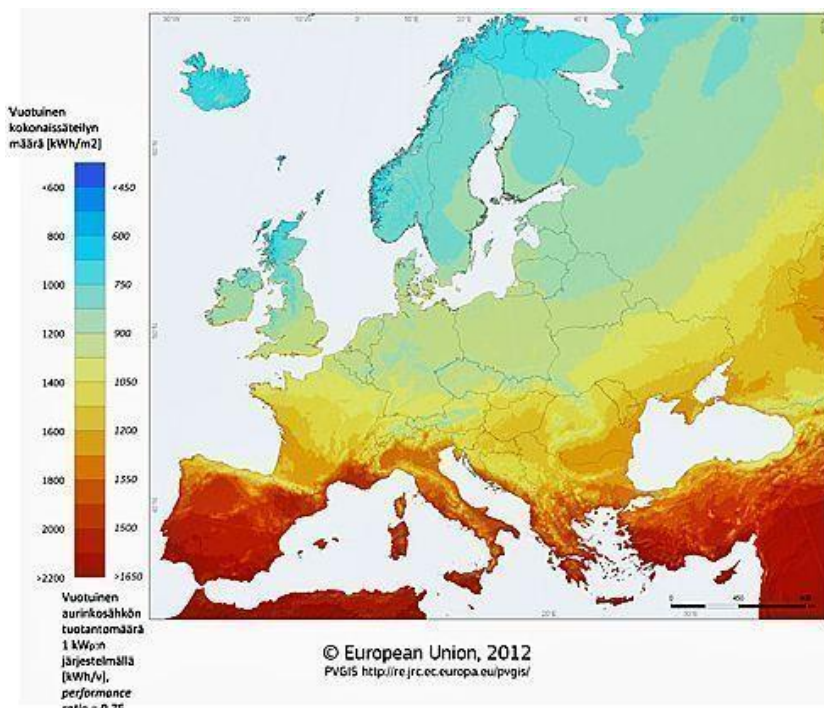 Vuotuinen
kokonaissäteilyn
määrä [kWh/m2]
<600 <450
800 600
1000 750
1200 900
1400 1050
1600 1200
1800 1350
2000 1500
>2200 >1650
Vuotuinen
aurinkosähkön
tuotantomäärä
1 kWp:n
järjestelmällä
[kWh/v],
performance
© European Union, 2012
PVGIS http://re.jrc.ec.europa.eu/pvgis/